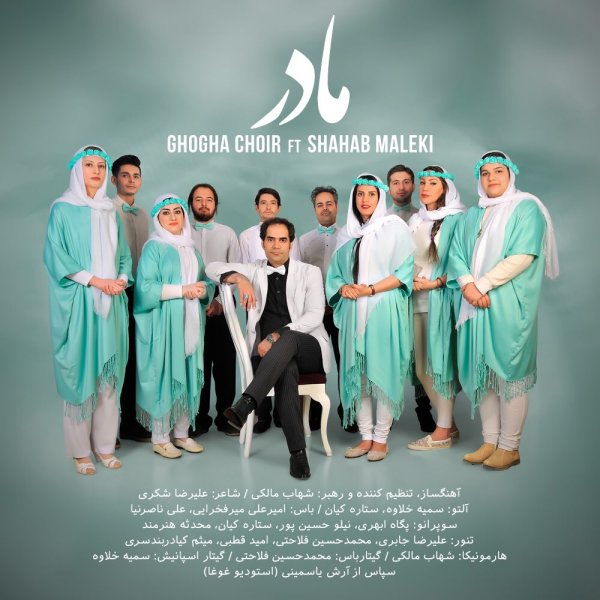 مادر
GHOGHA CHOIR FT SHAHAB MALEKI
آهنگساز، تنظیم کننده و رهبر: شهاب مالکی / شاعر: علیرضا شکری
آلتو: سمیه خلاوه، ستاره کیان / باس: امیرعلی میرفخرایی، علی ناصرنیا
سوپرانو: پگاه ابهری، نیلو حسین پور، ستاره کیان، محدثه هنرمند
تنور: علیرضا جابری، محمدحسین فلاحتی، امید قطبی، میثم کیادربندسری
هارمونیکا: شهاب مالکی / گیتارباس: محمدحسین فلاحتی / گیتار اسپانیش: سمیه خلاوه
سپاس از آرش یاسمینی (استودیو غوغا)